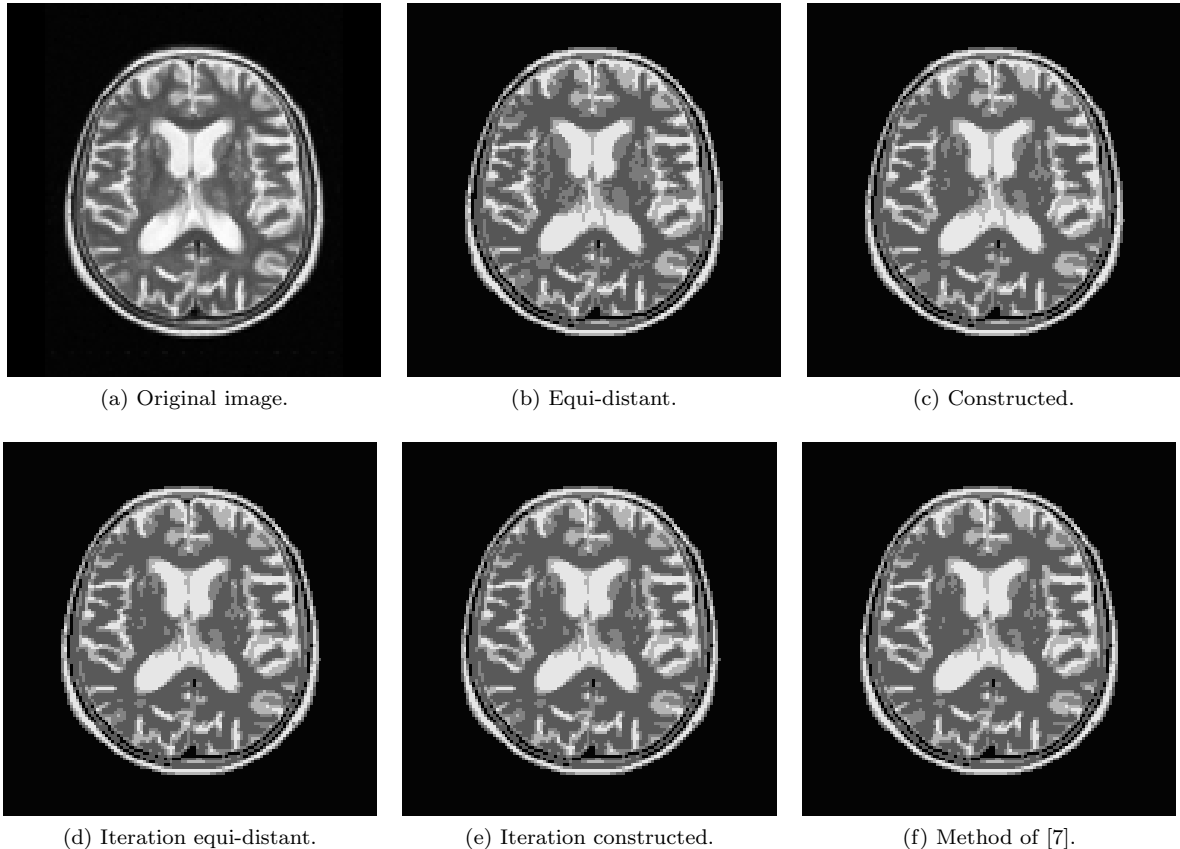 (a) Original image.
(b) Equi-distant.
(c) Constructed.
(d) Iteration equi-distant.
(e) Iteration constructed.
(f) Method of [7].